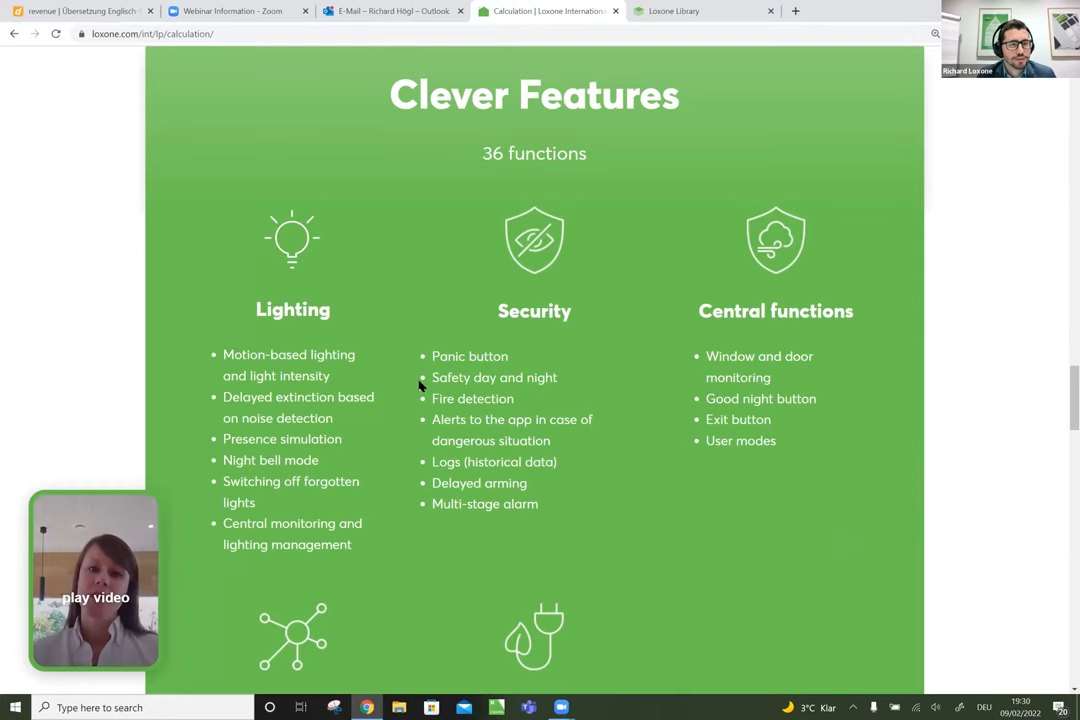 revenue | Übersetzung Englisch-
Webinar Information - Zoom
E-Mail – Richard Högl – Outlook
Calculation | Loxone Internation
Loxone Library
loxone.com/int/lp/calculation/
Richard Loxone
Clever Features
36 functions
Lighting
• Motion-based lighting
and light intensity
• Delayed extinction based
on noise detection
• Presence simulation
• Night bell mode
• Switching off forgotten
lights
• Central monitoring and
lighting management
Security
• Panic button
• Safety day and night
• Fire detection
• Alerts to the app in case of
dangerous situation
• Logs (historical data)
• Delayed arming
• Multi-stage alarm
Central functions
• Window and door
monitoring
• Good night button
• Exit button
• User modes
play video
Type here to search
3°C Klar
DEU
19:30
09/02/2022
20